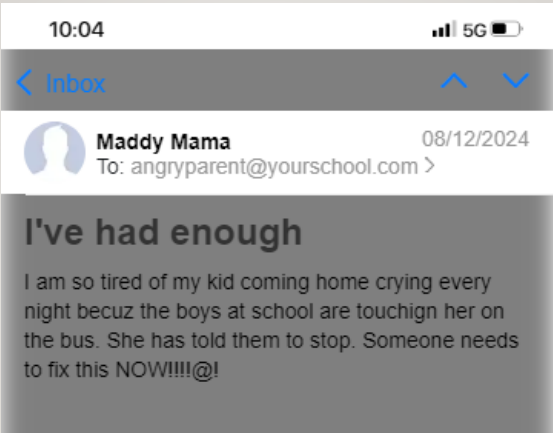 10:04 5G
Inbox
Maddy Mama 08/12/2024
To: angryparent@yourschool.com
I've had enough
I am so tired of my kid coming home crying every
night becuz the boys at school are touchign her on
the bus. She has told them to stop. Someone needs
to fix this NOW!!!!@!